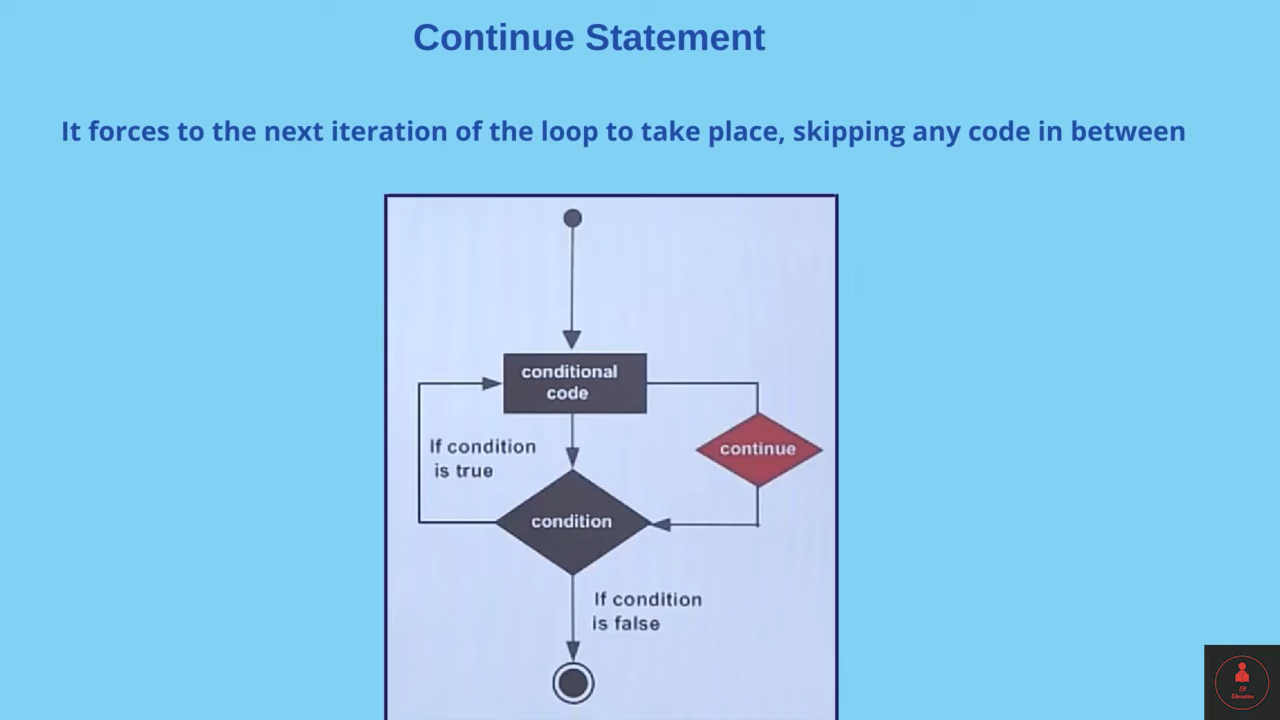 Continue Statement
It forces to the next iteration of the loop to take place, skipping any code in between
conditional
code
If condition
is true
continue
condition
If condition
is false
Education